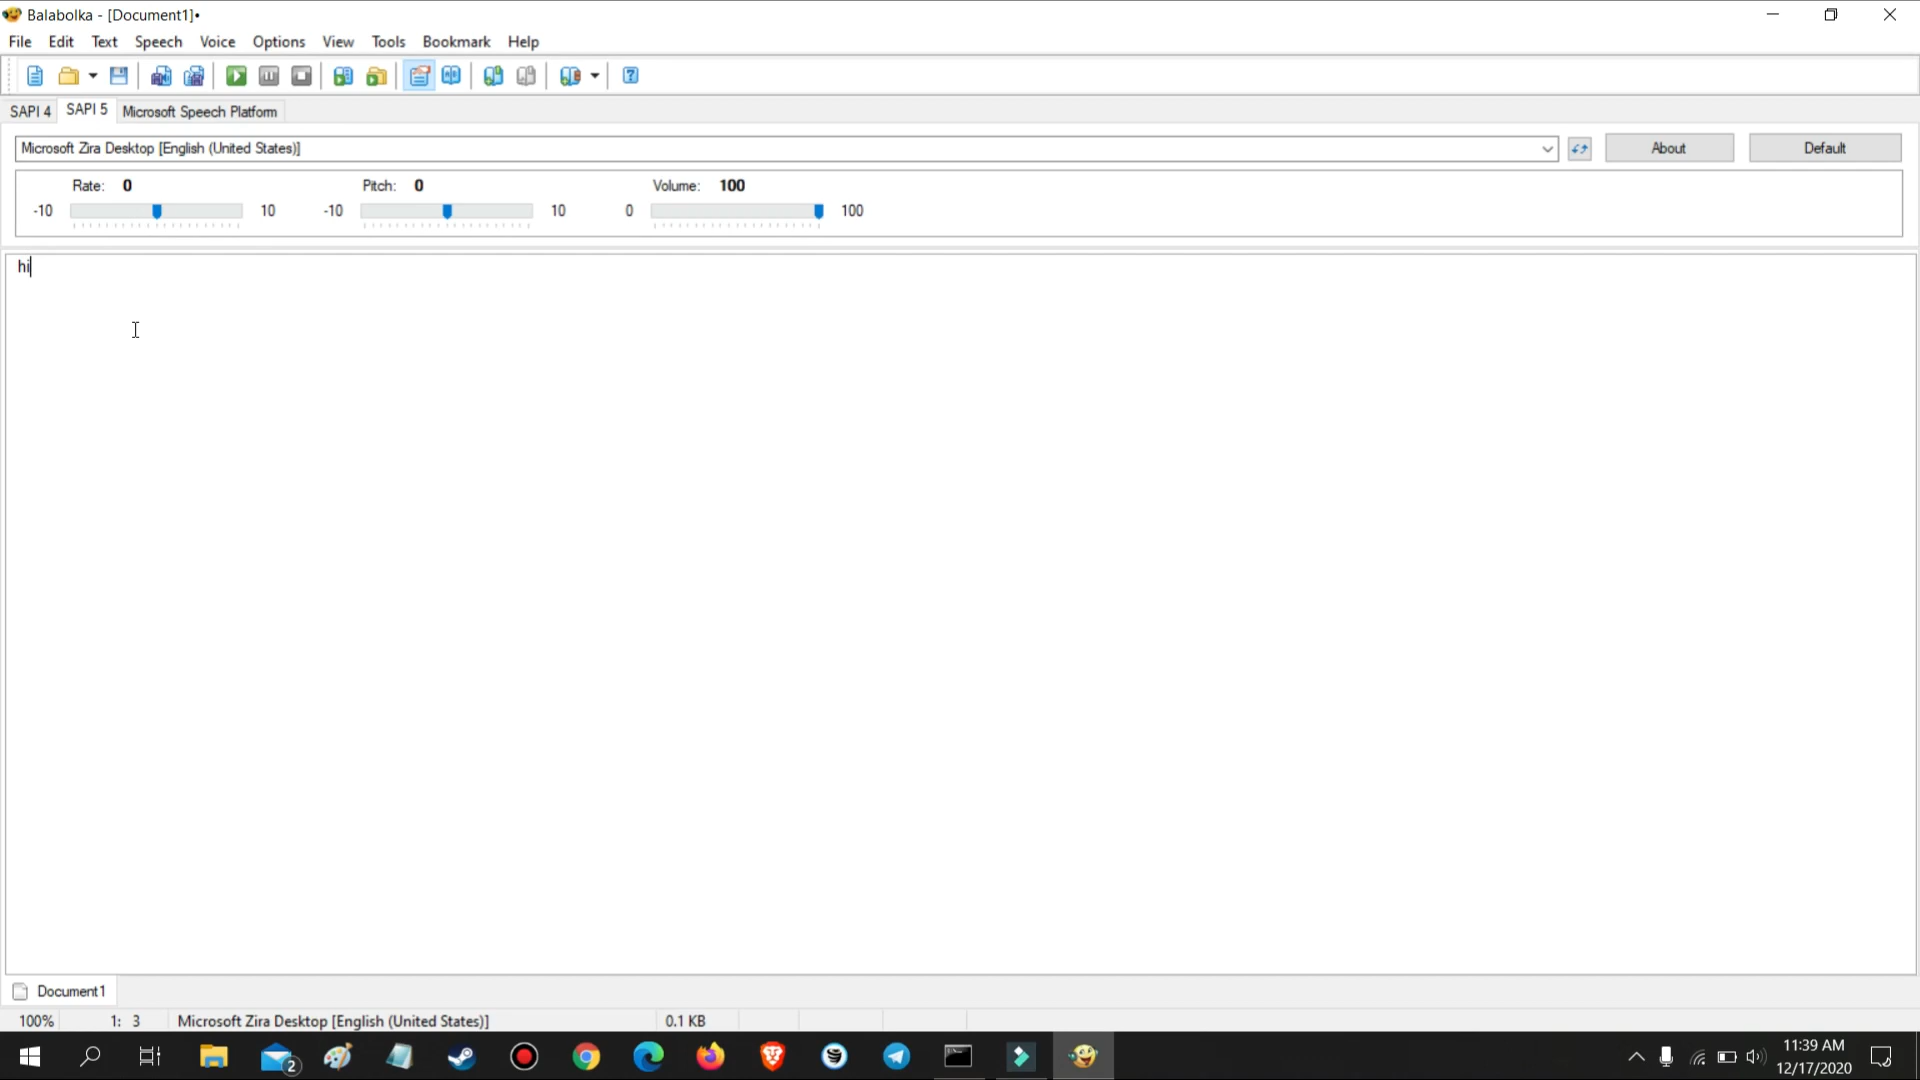 Balabolka - [Document1]•
File Edit Text Speech Voice Options View Tools Bookmark Help
SAPI 4 SAPI 5 Microsoft Speech Platform
Microsoft Zira Desktop [English (United States)] About Default
Rate: 0 Pitch: 0 Volume: 100
-10 10 -10 10 0 100
hi
Document1
100% 1: 3 Microsoft Zira Desktop [English (United States)] 0.1 KB
2
11:39 AM
12/17/2020